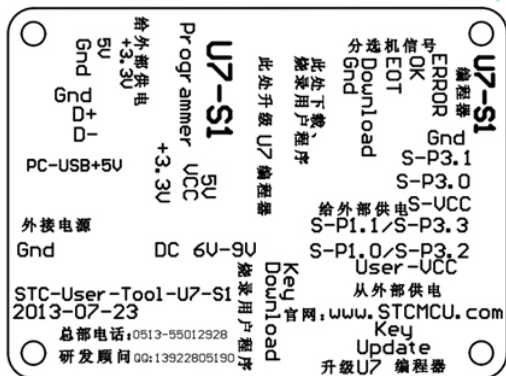 给外部供电
+3.3V
5V
Gnd
Gnd
D+
D-
PC-USB+5V
U7-S1
Programmer
5V
VCC
+3.3V
此处升级 U7 编程器
此处下载、
烧录用户程序
分选机信号
ERROR
OK
EOT
Download
Gnd
U7-S1
编程器
Gnd
S-P3.1
S-P3.0
S-VCC
给外部供电
S-P1.1/S-P3.3
S-P1.0/S-P3.2
User-VCC
从外部供电
外接电源
Gnd
DC 6V-9V
STC-User-Tool-U7-S1
2013-07-23
总部电话:0513-55012928
研发顾问QQ:13922805190
Key
Download
烧录用户程序
官网:www.STCMCU.com
Key
Update
升级U7 编程器